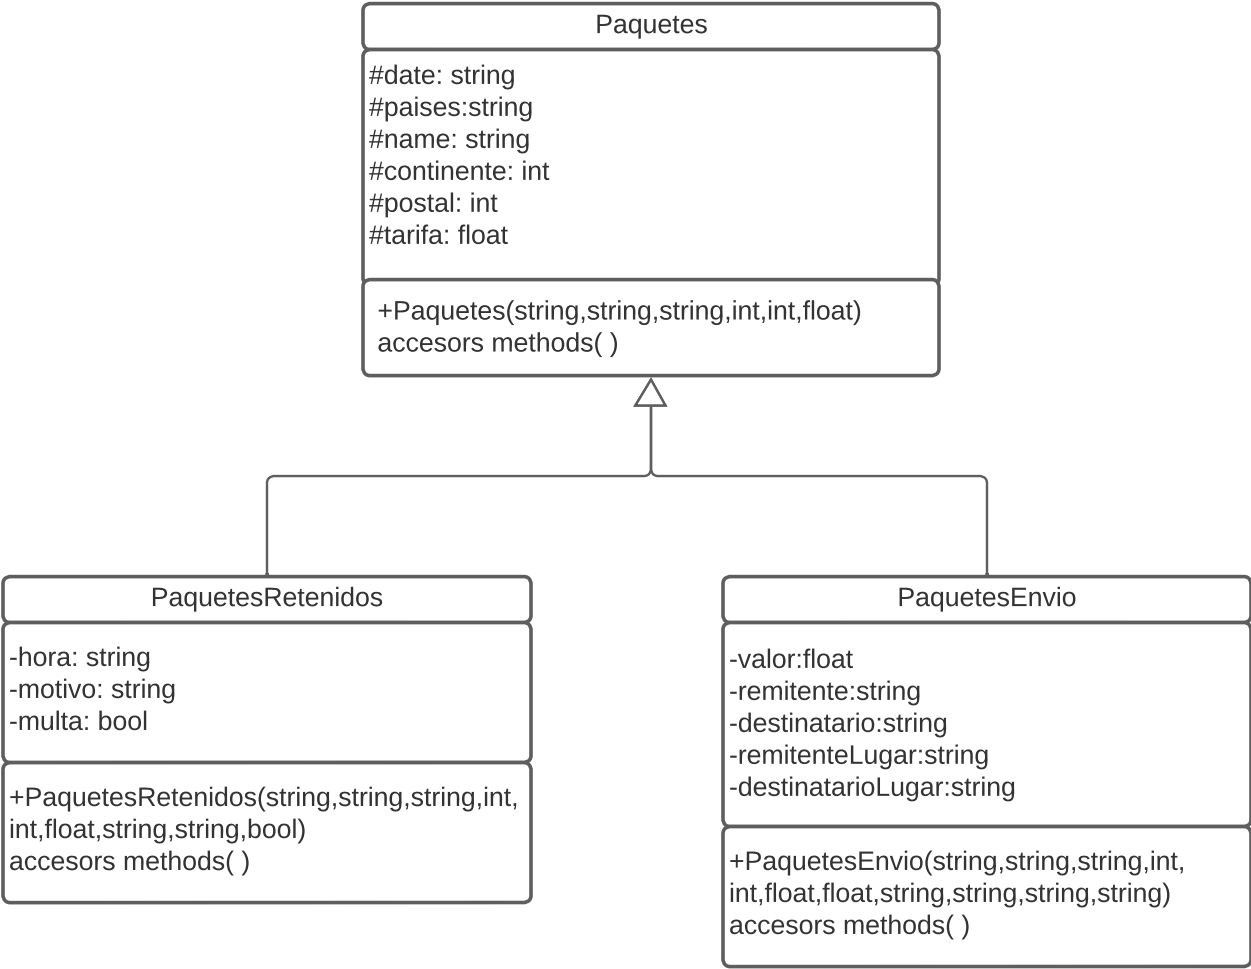 Paquetes
#date: string
#paises:string
#name: string
#continente: int
#postal: int
#tarifa: float
+Paquetes(string,string,string,int,int,float)
accesors methods( )
PaquetesRetenidos
-hora: string
-motivo: string
-multa: bool
+PaquetesRetenidos(string,string,string,int,
int,float,string,string,bool)
accesors methods( )
PaquetesEnvio
-valor:float
-remitente:string
-destinatario:string
-remitenteLugar:string
-destinatarioLugar:string
+PaquetesEnvio(string,string,string,int,
int,float,float,string,string,string,string)
accesors methods( )